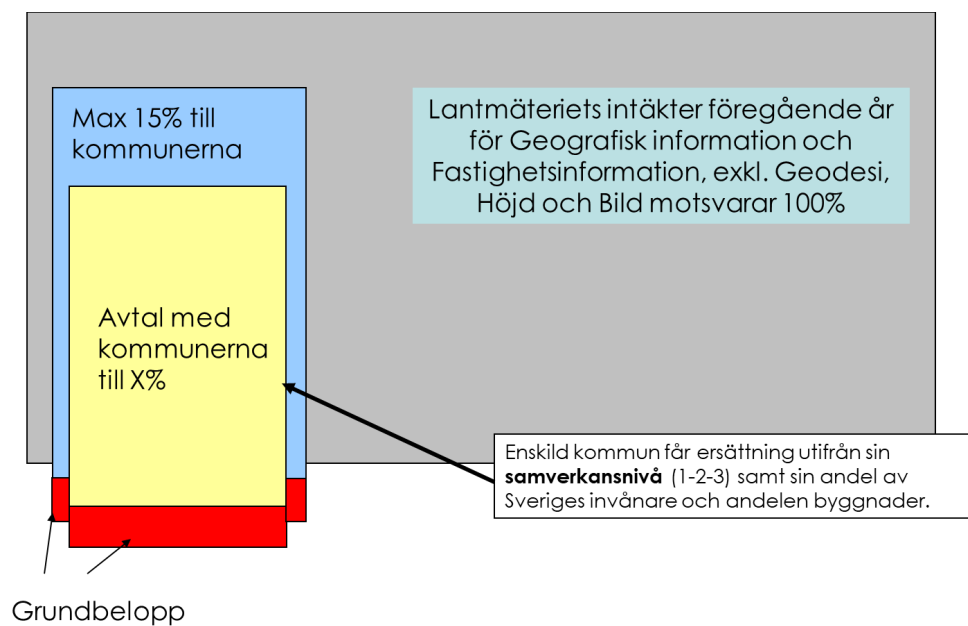 Max 15% till
kommunerna
Lantmäteriets intäkter föregående år
för Geografisk information och
Fastighetsinformation, exkl. Geodesi,
Höjd och Bild motsvarar 100%
Avtal med
kommunerna
till X%
Enskild kommun får ersättning utifrån sin
samverkansnivå (1-2-3) samt sin andel av
Sveriges invånare och andelen byggnader.
Grundbelopp